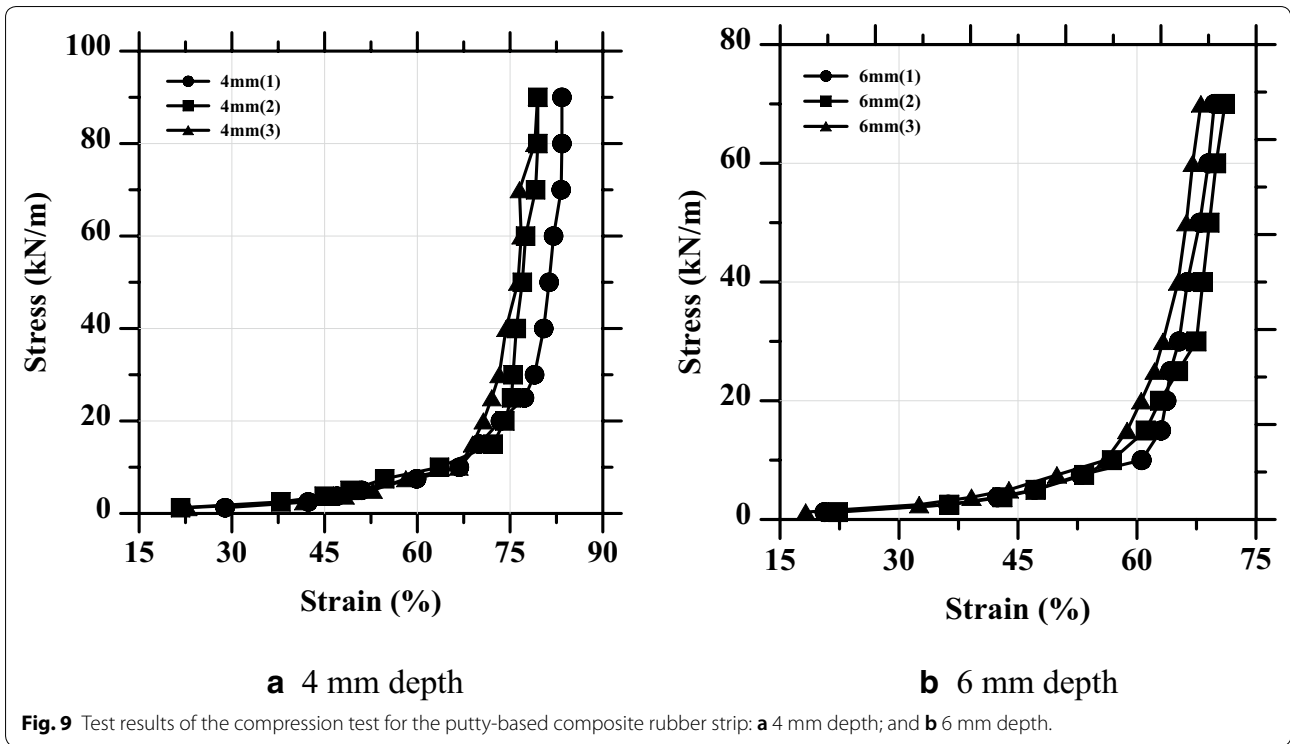 100
80
60
40
20
0
Stress (kN/m)
4mm(1)
4mm(2)
4mm(3)
15 30 45 60 75 90
Strain (%)
a 4 mm depth
80
60
40
20
0
Stress (kN/m)
6mm(1)
6mm(2)
6mm(3)
15 30 45 60 75
Strain (%)
b 6 mm depth
Fig. 9 Test results of the compression test for the putty-based composite rubber strip: a 4 mm depth; and b 6 mm depth.